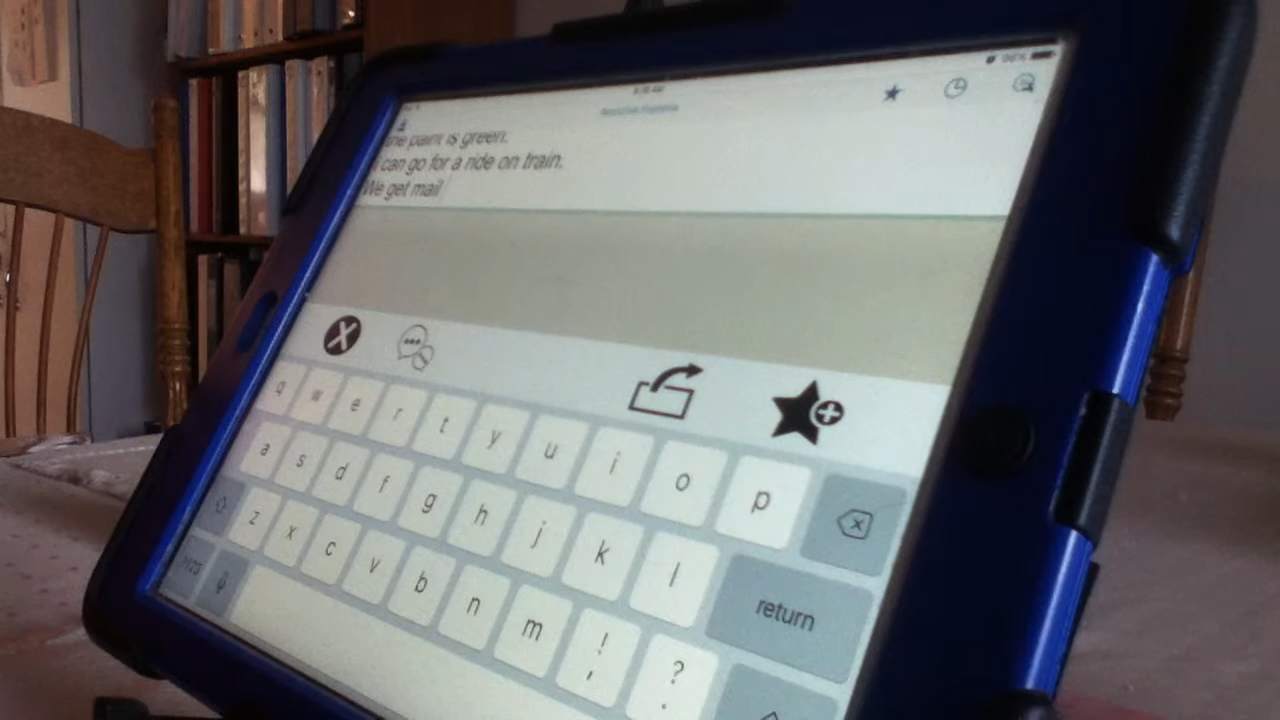 the paint is green.
I can go for a ride on train.
We get mail
q w e r t y u i o p
a s d f g h j k l return
z x c v b n m ! , ? .